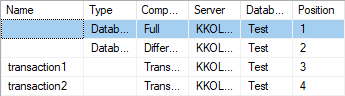 Name Type Compo... Server Datab... Position
Datab... Full KKOL... Test 1
Datab... Differ... KKOL... Test 2
transaction1 Trans... KKOL... Test 3
transaction2 Trans... KKOL... Test 4